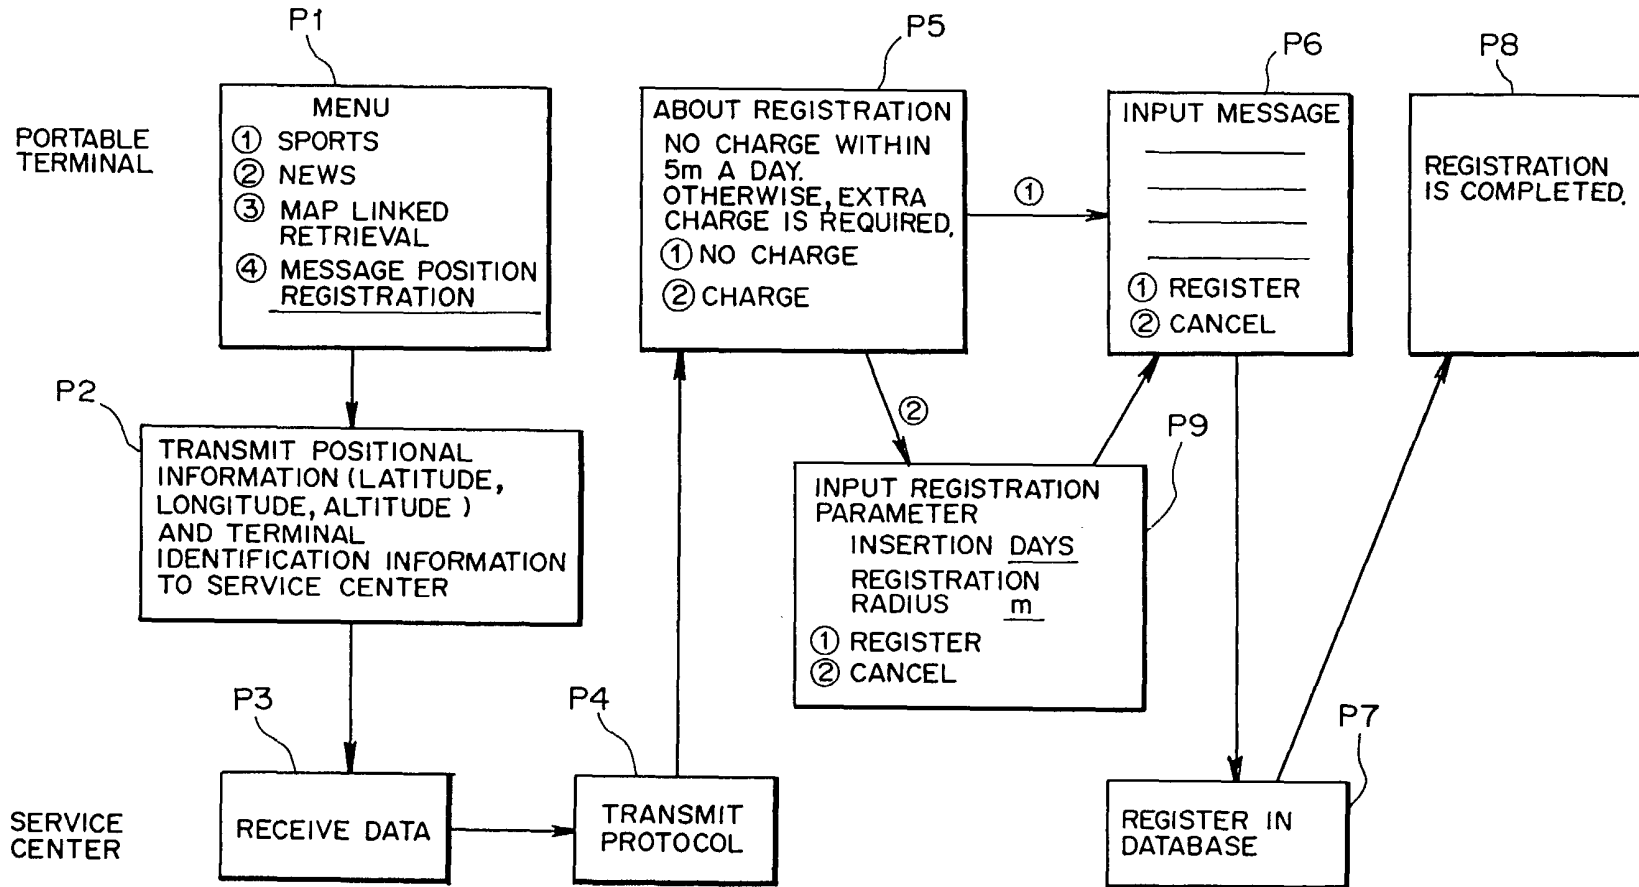 P1
MENU
① SPORTS
② NEWS
③ MAP LINKED
RETRIEVAL
④ MESSAGE POSITION
REGISTRATION
PORTABLE
TERMINAL
P5
ABOUT REGISTRATION
NO CHARGE WITHIN
5m A DAY.
OTHERWISE, EXTRA
CHARGE IS REQUIRED.
① NO CHARGE
② CHARGE
①
②
P6
INPUT MESSAGE
① REGISTER
② CANCEL
P8
REGISTRATION
IS COMPLETED.
P2
TRANSMIT POSITIONAL
INFORMATION (LATITUDE,
LONGITUDE, ALTITUDE)
AND TERMINAL
IDENTIFICATION INFORMATION
TO SERVICE CENTER
P9
INPUT REGISTRATION
PARAMETER
INSERTION DAYS
REGISTRATION
RADIUS m
① REGISTER
② CANCEL
SERVICE
CENTER
P3
RECEIVE DATA
P4
TRANSMIT
PROTOCOL
P7
REGISTER IN
DATABASE